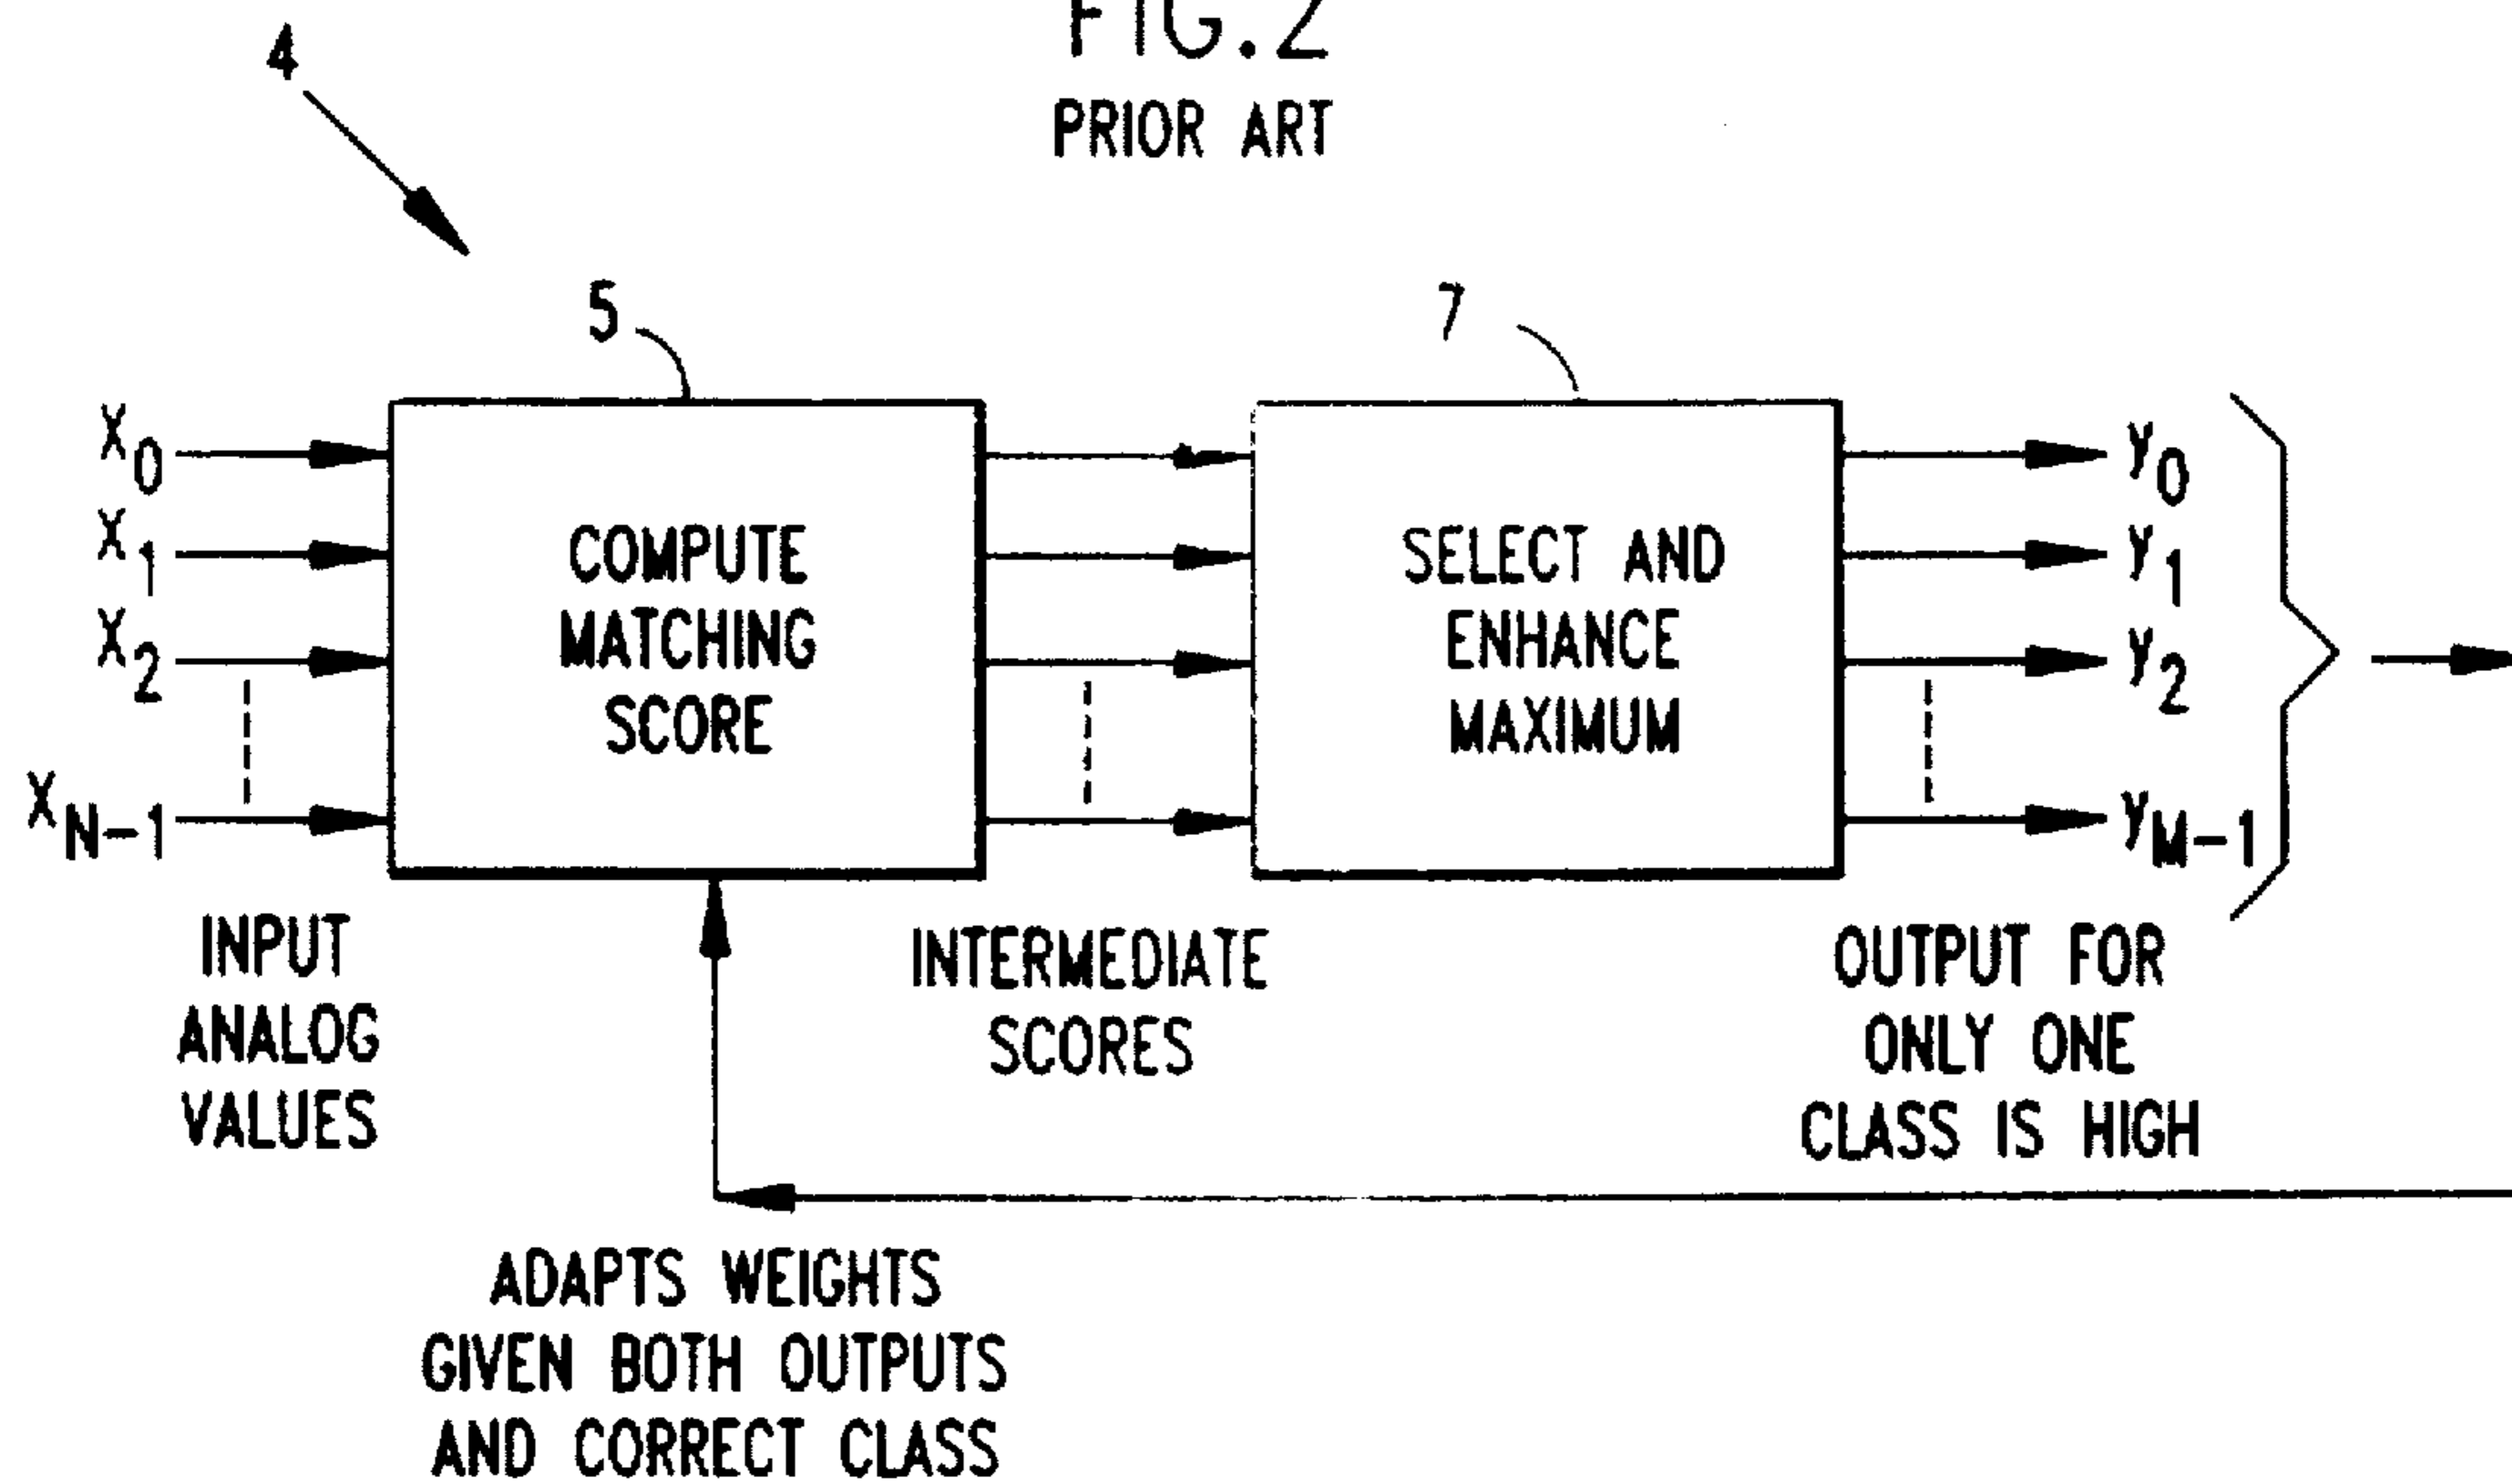 FIG.2
PRIOR ART
4
5
7
X0
X1
X2
XN-1
COMPUTE
MATCHING
SCORE
SELECT AND
ENHANCE
MAXIMUM
y0
y1
y2
yM-1
INPUT
ANALOG
VALUES
INTERMEDIATE
SCORES
OUTPUT FOR
ONLY ONE
CLASS IS HIGH
ADAPTS WEIGHTS
GIVEN BOTH OUTPUTS
AND CORRECT CLASS